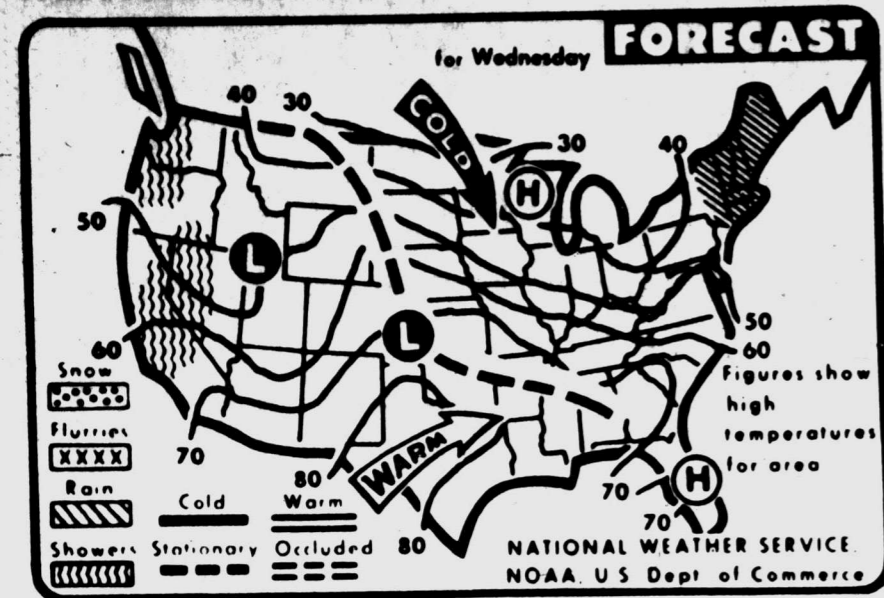 FORECAST
for Wednesday
40 30
COLD
30 40
H
50
L
L
60
50
60
Snow
Figures show
high
temperatures
for area
Flurries
XXXX
70
80
WARM
H
70
70
Rain
Cold Warm
Showers Stationary Occluded
80
NATIONAL WEATHER SERVICE.
NOAA. U S Dept of Commerce